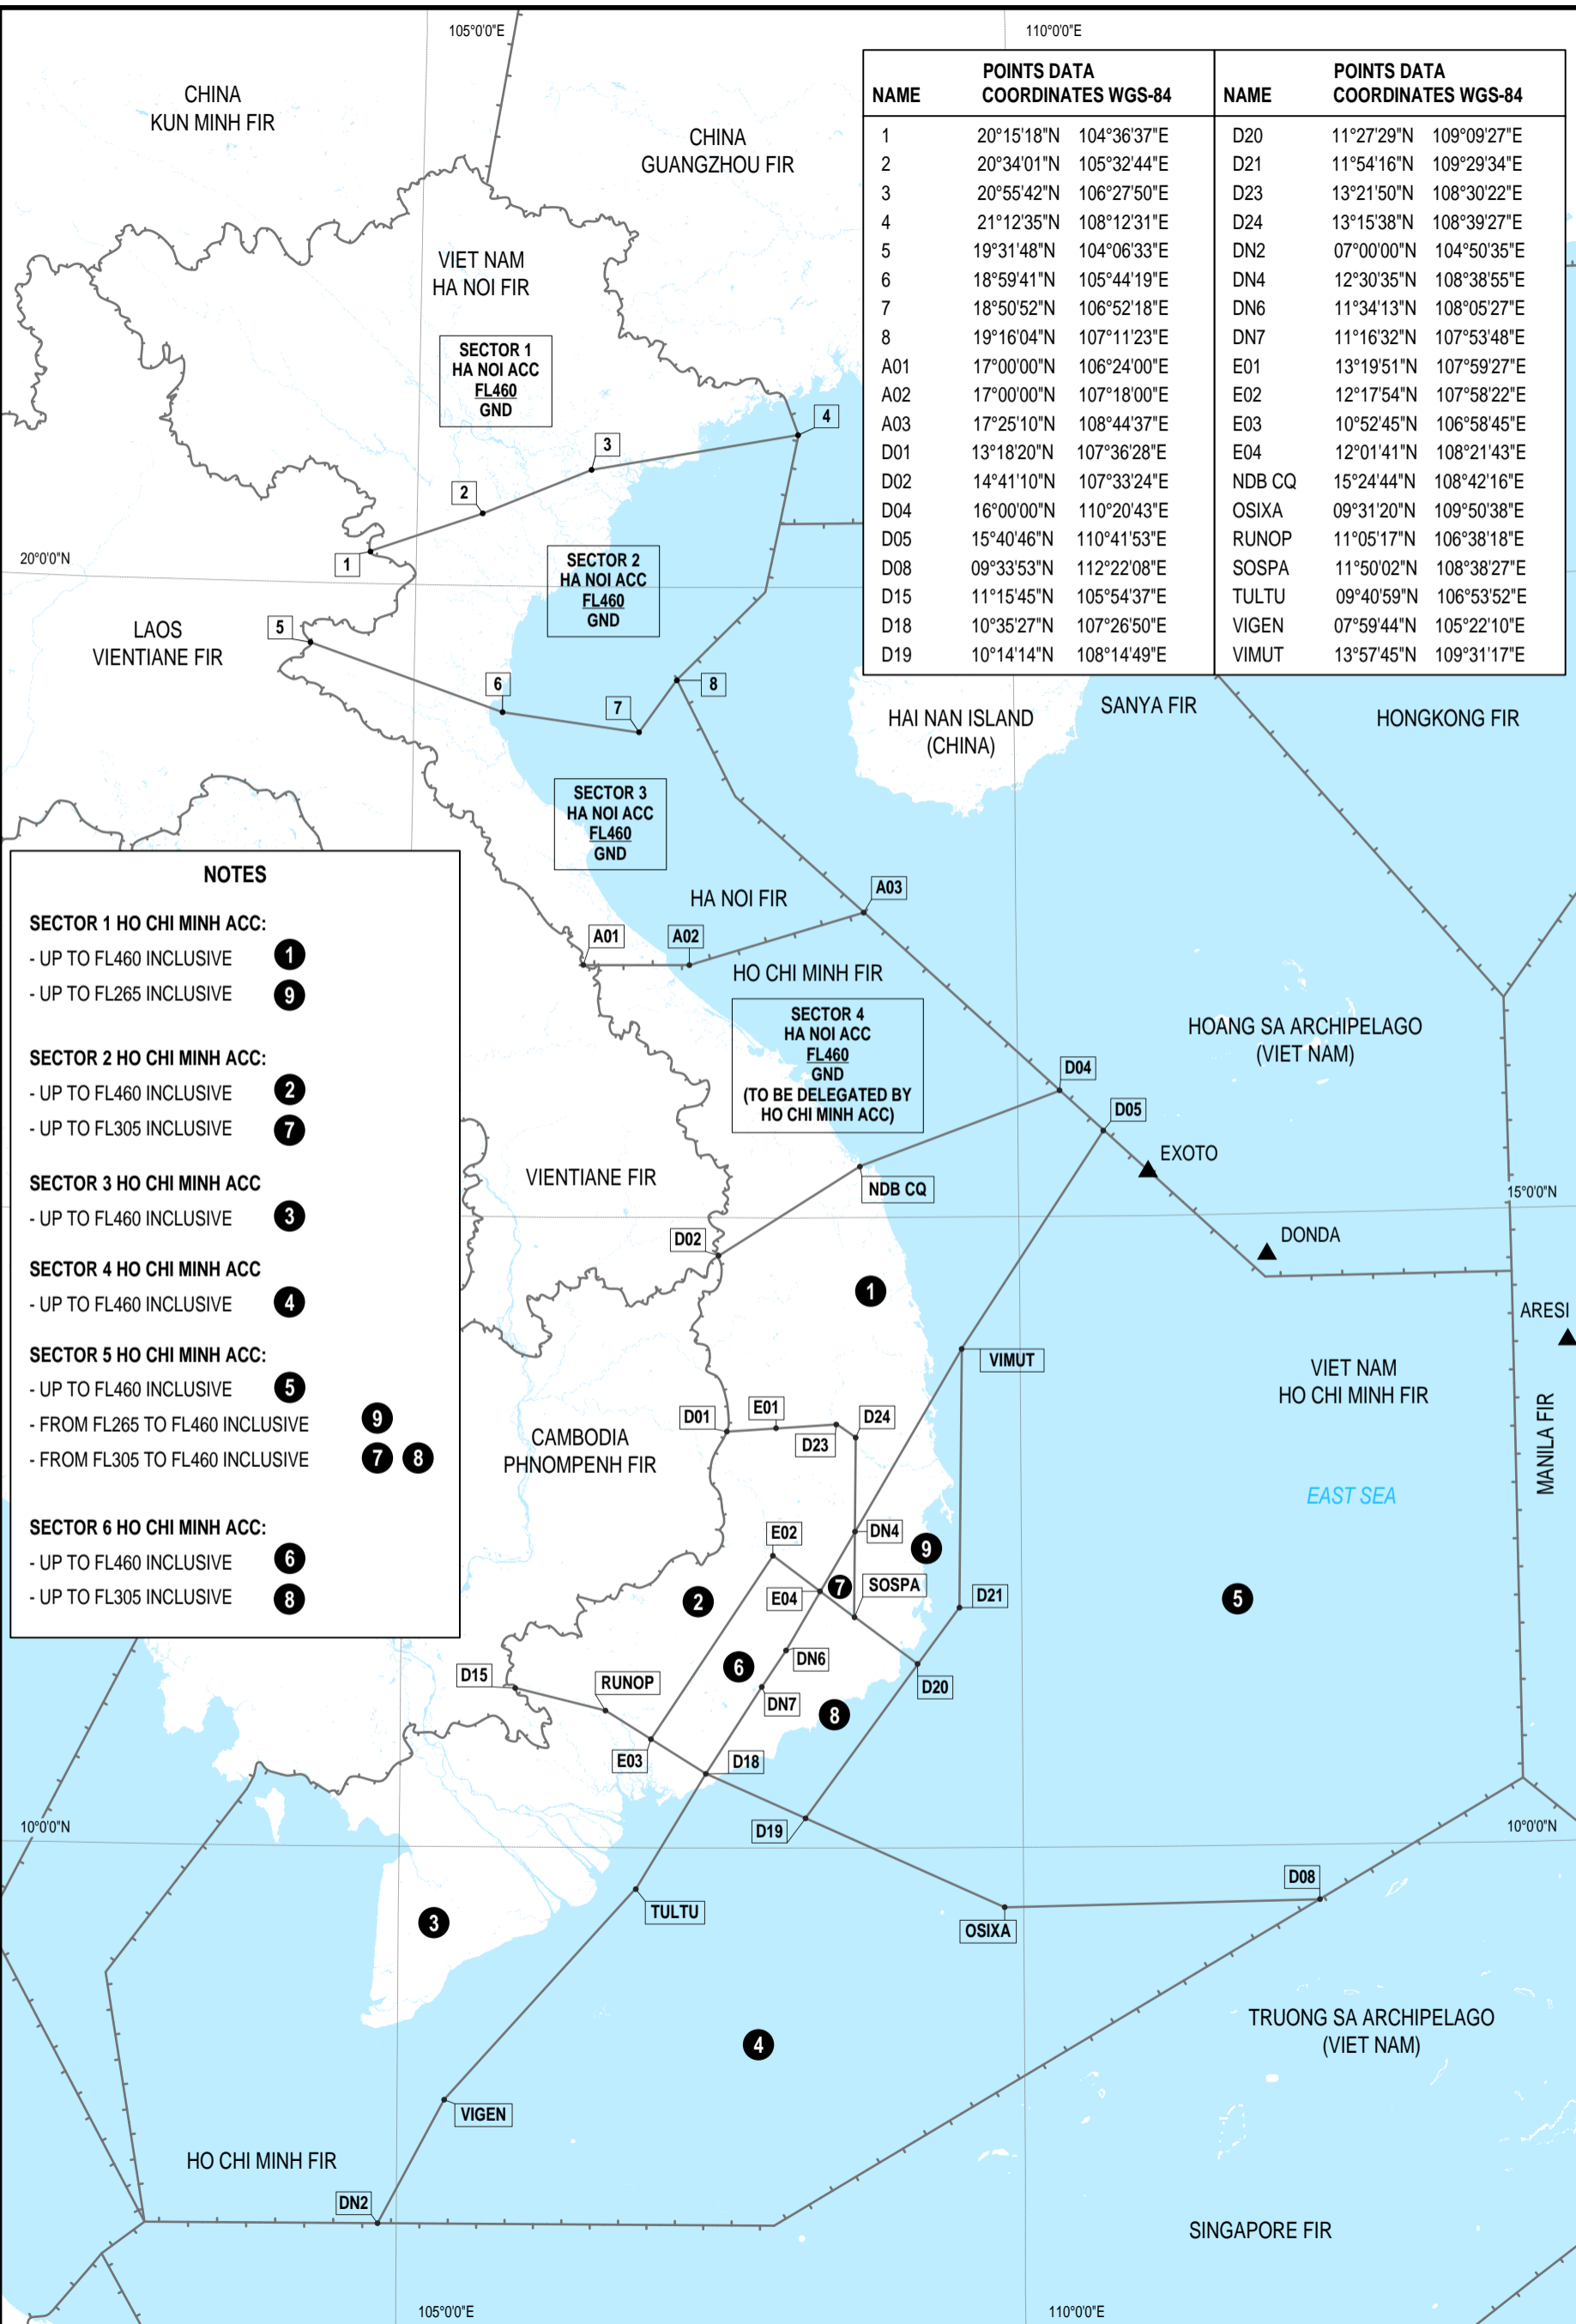 105°0'0"E
110°0'0"E
CHINA
KUN MINH FIR
CHINA
GUANGZHOU FIR
POINTS DATA
NAME COORDINATES WGS-84
1 20°15'18"N 104°36'37"E
2 20°34'01"N 105°32'44"E
3 20°55'42"N 106°27'50"E
4 21°12'35"N 108°12'31"E
5 19°31'48"N 104°06'33"E
6 18°59'41"N 105°44'19"E
7 18°50'52"N 106°52'18"E
8 19°16'04"N 107°11'23"E
A01 17°00'00"N 106°24'00"E
A02 17°00'00"N 107°18'00"E
A03 17°25'10"N 108°44'37"E
D01 13°18'20"N 107°36'28"E
D02 14°41'10"N 107°33'24"E
D04 16°00'00"N 110°20'43"E
D05 15°40'46"N 110°41'53"E
D08 09°33'53"N 112°22'08"E
D15 11°15'45"N 105°54'37"E
D18 10°35'27"N 107°26'50"E
D19 10°14'14"N 108°14'49"E
POINTS DATA
NAME COORDINATES WGS-84
D20 11°27'29"N 109°09'27"E
D21 11°54'16"N 109°29'34"E
D23 13°21'50"N 108°30'22"E
D24 13°15'38"N 108°39'27"E
DN2 07°00'00"N 104°50'35"E
DN4 12°30'35"N 108°38'55"E
DN6 11°34'13"N 108°05'27"E
DN7 11°16'32"N 107°53'48"E
E01 13°19'51"N 107°59'27"E
E02 12°17'54"N 107°58'22"E
E03 10°52'45"N 106°58'45"E
E04 12°01'41"N 108°21'43"E
NDB CQ 15°24'44"N 108°42'16"E
OSIXA 09°31'20"N 109°50'38"E
RUNOP 11°05'17"N 106°38'18"E
SOSPA 11°50'02"N 108°38'27"E
TULTU 09°40'59"N 106°53'52"E
VIGEN 07°59'44"N 105°22'10"E
VIMUT 13°57'45"N 109°31'17"E
VIET NAM
HA NOI FIR
SECTOR 1
HA NOI ACC
FL460
GND
4
3
2
1
20°0'0"N
SECTOR 2
HA NOI ACC
FL460
GND
LAOS
VIENTIANE FIR
5
6
7
8
HAI NAN ISLAND
(CHINA)
SANYA FIR
HONGKONG FIR
SECTOR 3
HA NOI ACC
FL460
GND
HA NOI FIR
A03
A01
A02
HO CHI MINH FIR
SECTOR 4
HA NOI ACC
FL460
GND
(TO BE DELEGATED BY
HO CHI MINH ACC)
HOANG SA ARCHIPELAGO
(VIET NAM)
D04
D05
EXOTO
NDB CQ
VIENTIANE FIR
D02
15°0'0"N
DONDA
ARESI
NOTES
SECTOR 1 HO CHI MINH ACC:
- UP TO FL460 INCLUSIVE 1
- UP TO FL265 INCLUSIVE 9
SECTOR 2 HO CHI MINH ACC:
- UP TO FL460 INCLUSIVE 2
- UP TO FL305 INCLUSIVE 7
SECTOR 3 HO CHI MINH ACC
- UP TO FL460 INCLUSIVE 3
SECTOR 4 HO CHI MINH ACC
- UP TO FL460 INCLUSIVE 4
SECTOR 5 HO CHI MINH ACC:
- UP TO FL460 INCLUSIVE 5
- FROM FL265 TO FL460 INCLUSIVE 9
- FROM FL305 TO FL460 INCLUSIVE 7 8
SECTOR 6 HO CHI MINH ACC:
- UP TO FL460 INCLUSIVE 6
- UP TO FL305 INCLUSIVE 8
1
VIMUT
VIET NAM
HO CHI MINH FIR
MANILA FIR
EAST SEA
CAMBODIA
PHNOMPENH FIR
D01
E01
D23
D24
E02
DN4
9
7
SOSPA
E04
D21
5
2
6
DN6
D20
D15
RUNOP
DN7
8
E03
D18
10°0'0"N
D19
10°0'0"N
D08
TULTU
OSIXA
3
4
TRUONG SA ARCHIPELAGO
(VIET NAM)
VIGEN
HO CHI MINH FIR
DN2
SINGAPORE FIR
105°0'0"E
110°0'0"E